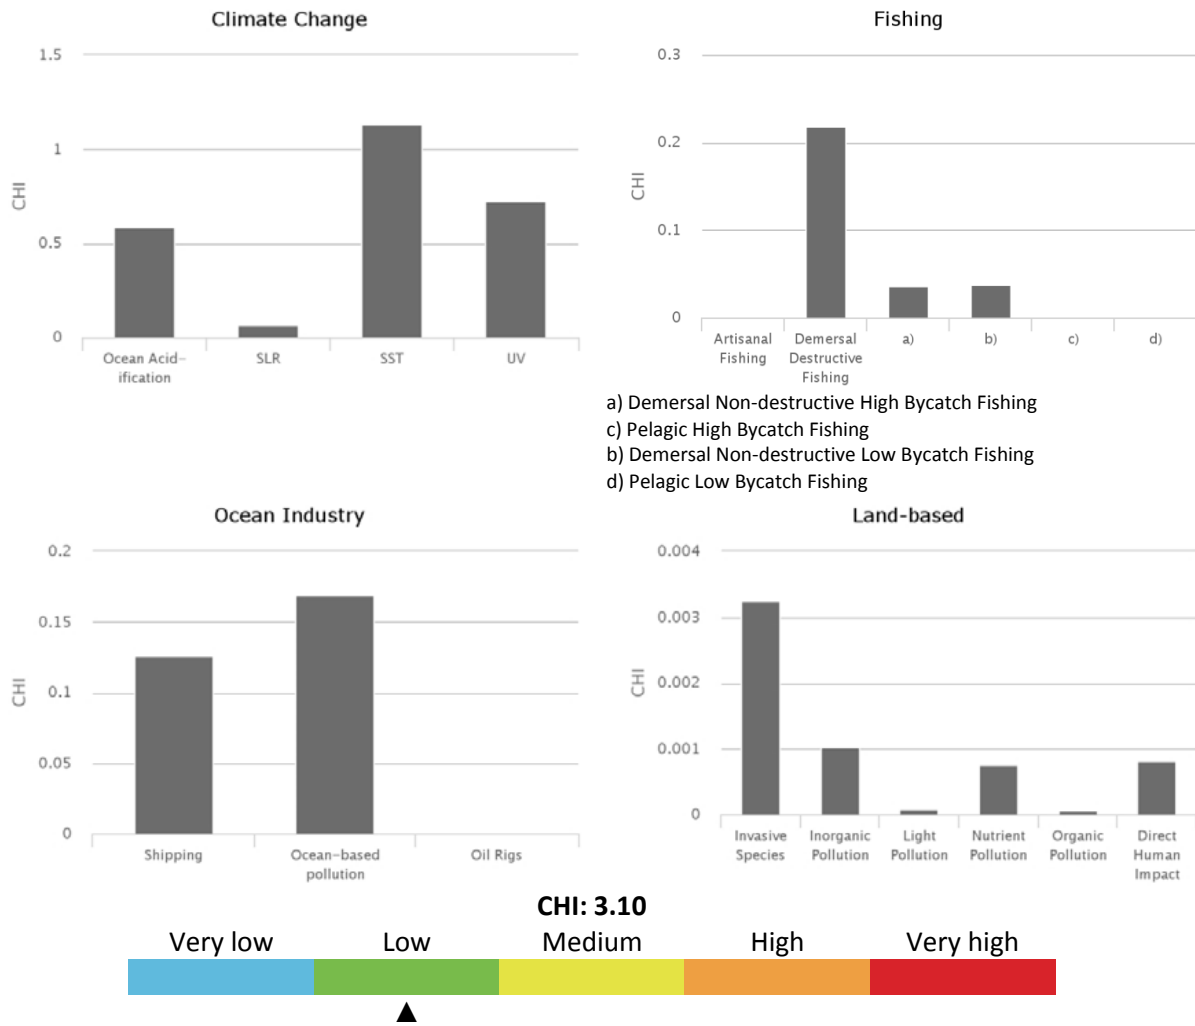 Climate Change
1.5
1
0.5
0
CHI
Ocean Acid–
ification
SLR
SST
UV
Fishing
0.3
0.2
0.1
0
CHI
Artisanal
Fishing
Demersal
Destructive
Fishing
a)
b)
c)
d)
a) Demersal Non-destructive High Bycatch Fishing
c) Pelagic High Bycatch Fishing
b) Demersal Non-destructive Low Bycatch Fishing
d) Pelagic Low Bycatch Fishing
Ocean Industry
0.2
0.15
0.1
0.05
0
CHI
Shipping
Ocean–based
pollution
Oil Rigs
Land-based
0.004
0.003
0.002
0.001
0
CHI
Invasive
Species
Inorganic
Pollution
Light
Pollution
Nutrient
Pollution
Organic
Pollution
Direct
Human
Impact
CHI: 3.10
Very low Low Medium High Very high